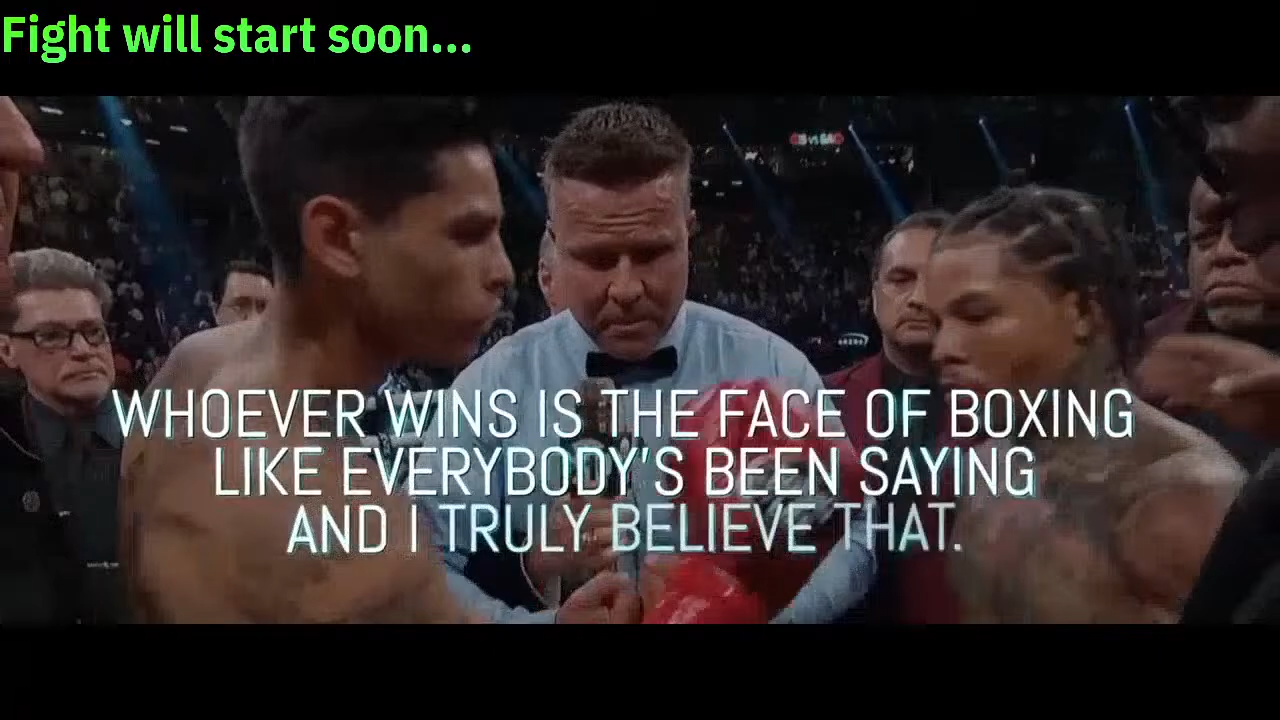 Fight will start soon...
WHOEVER WINS IS THE FACE OF BOXING
LIKE EVERYBODY'S BEEN SAYING
AND I TRULY BELIEVE THAT.